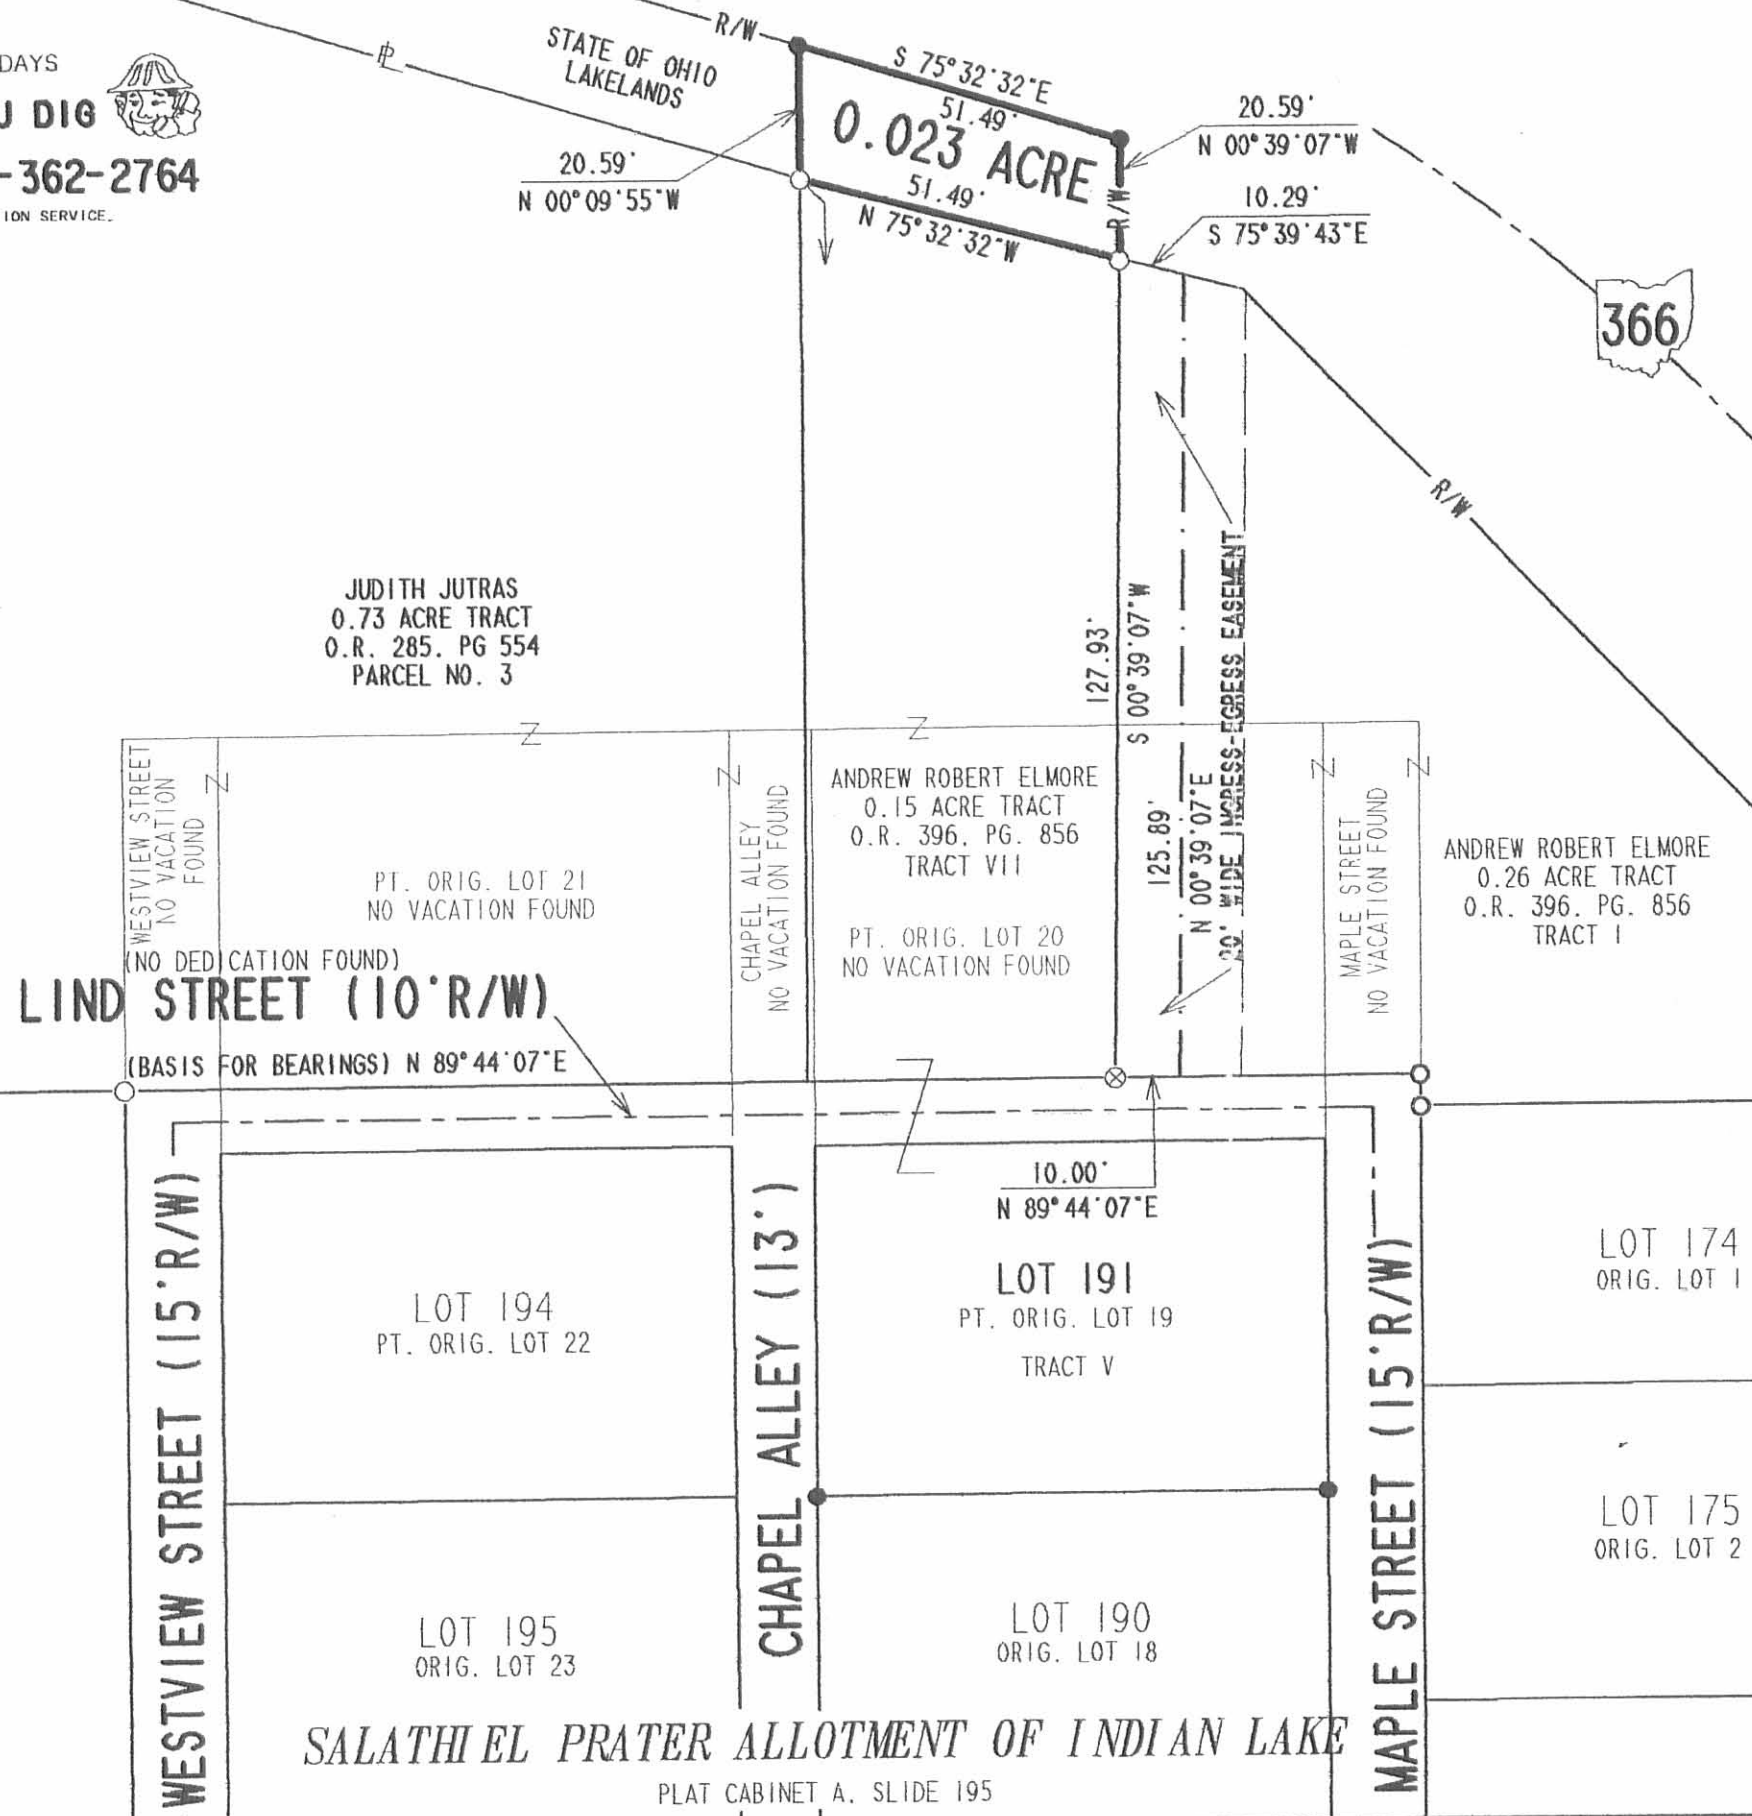 DAYS
U DIG
-362-2764
ION SERVICE.
R/W
PL
STATE OF OHIO
LAKELANDS
S 75°32'32"E
51.49'
0.023 ACRE
51.49'
N 75°32'32"W
20.59'
N 00°09'55"W
20.59'
N 00°39'07"W
R/W
10.29'
S 75°39'43"E
366
R/W
JUDITH JUTRAS
0.73 ACRE TRACT
O.R. 285. PG 554
PARCEL NO. 3
127.93'
S 00°39'07"W
125.89'
N 00°39'07"E
20' WIDE INGRESS-EGRESS EASEMENT
Z
Z
Z
Z
Z
Z
WESTVIEW STREET
NO VACATION
FOUND
PT. ORIG. LOT 21
NO VACATION FOUND
CHAPEL ALLEY
NO VACATION FOUND
ANDREW ROBERT ELMORE
0.15 ACRE TRACT
O.R. 396. PG. 856
TRACT VII
PT. ORIG. LOT 20
NO VACATION FOUND
MAPLE STREET
NO VACATION FOUND
ANDREW ROBERT ELMORE
0.26 ACRE TRACT
O.R. 396. PG. 856
TRACT I
(NO DEDICATION FOUND)
LIND STREET (10'R/W)
(BASIS FOR BEARINGS) N 89°44'07"E
10.00'
N 89°44'07"E
WESTVIEW STREET (15'R/W)
LOT 194
PT. ORIG. LOT 22
CHAPEL ALLEY (13')
LOT 191
PT. ORIG. LOT 19
TRACT V
MAPLE STREET (15'R/W)
LOT 174
ORIG. LOT 1
LOT 175
ORIG. LOT 2
LOT 195
ORIG. LOT 23
LOT 190
ORIG. LOT 18
SALATHIEL PRATER ALLOTMENT OF INDIAN LAKE
PLAT CABINET A. SLIDE 195